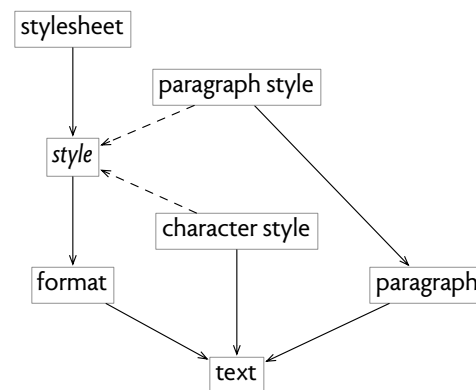 stylesheet
paragraph style
style
character style
format
paragraph
text